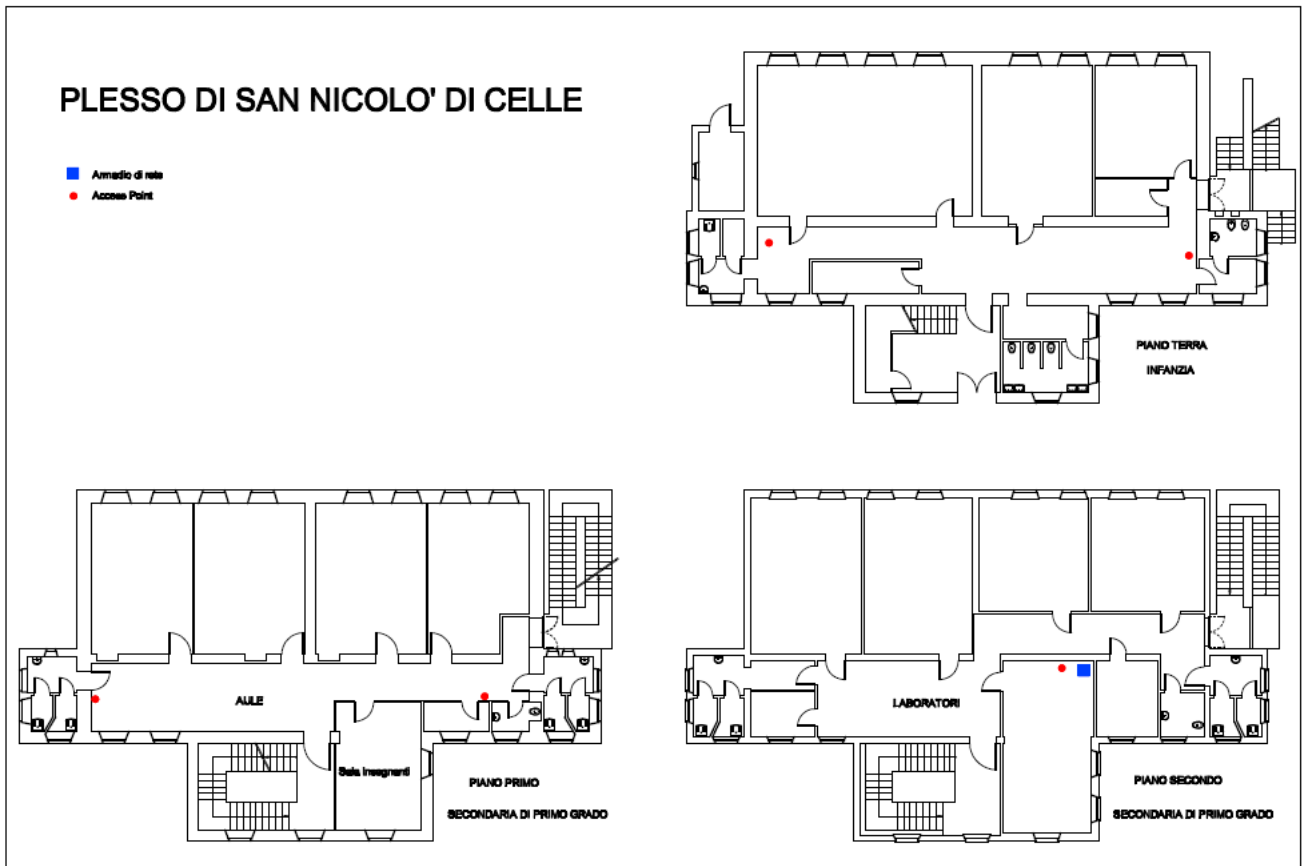 PLESSO DI SAN NICOLO' DI CELLE
Armadio di rete
Access Point
PIANO TERRA
INFANZIA
AULE
Sala insegnanti
PIANO PRIMO
SECONDARIA DI PRIMO GRADO
LABORATORI
PIANO SECONDO
SECONDARIA DI PRIMO GRADO